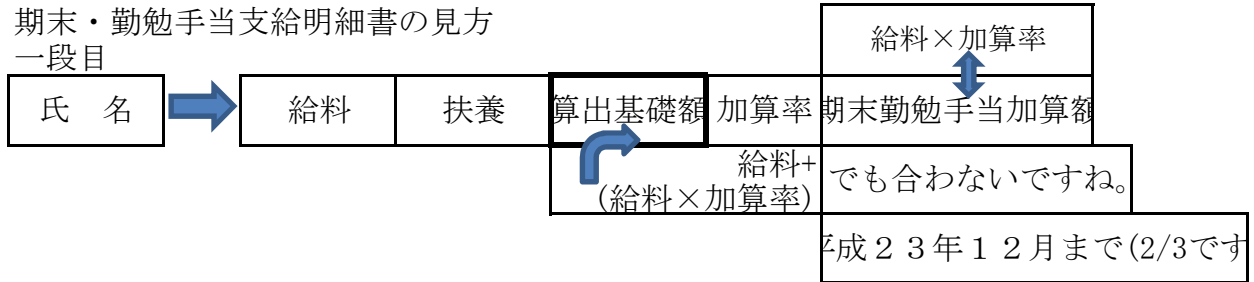 期末・勤勉手当支給明細書の見方
一段目
給料×加算率
氏　名
給料
扶養
算出基礎額
加算率
期末勤勉手当加算額
給料+
(給料×加算率)
でも合わないですね。
平成２３年１２月まで(2/3です